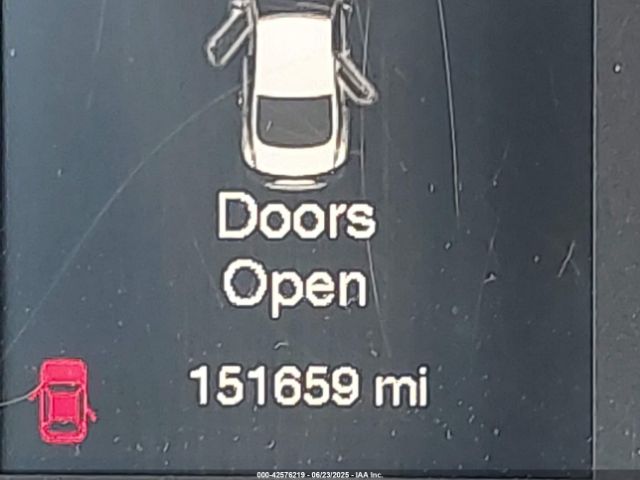 Doors
Open
151659 mi
000-42576219 - 06/23/2025 - IAA Inc.